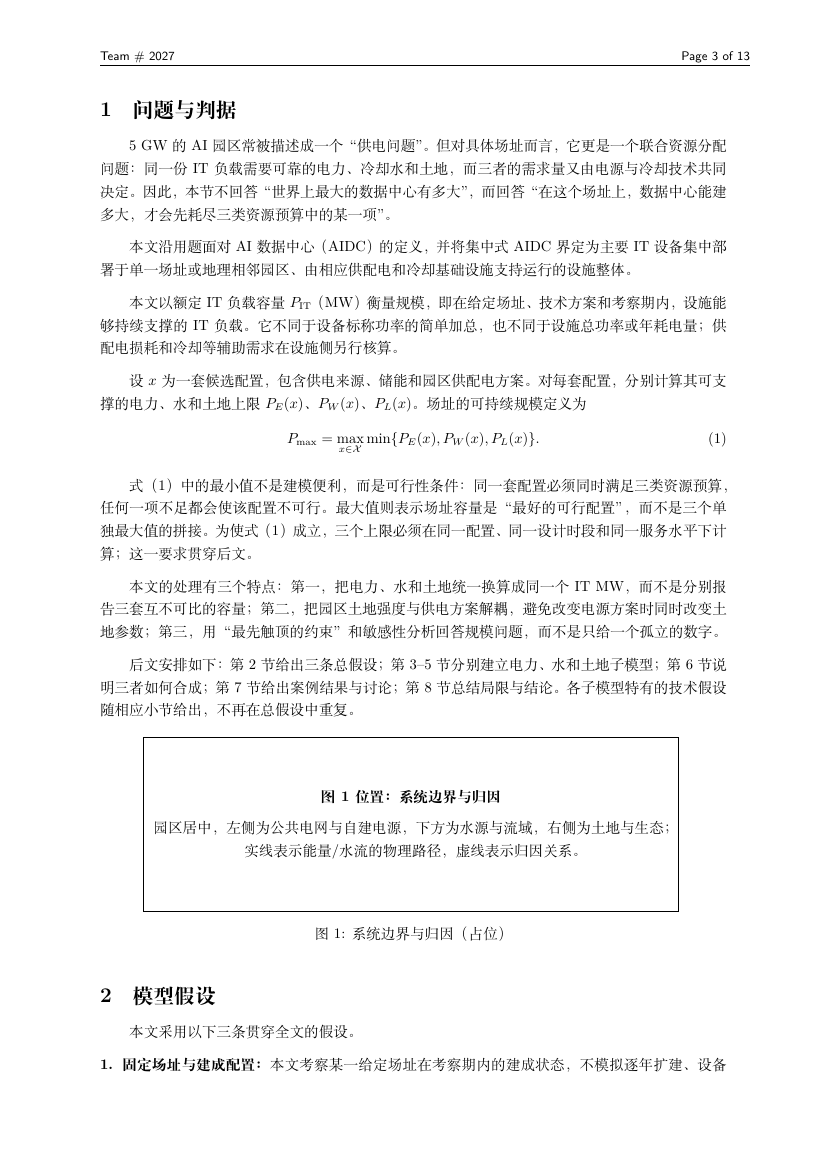 Team # 2027 Page 3 of 13
1 问题与判据
5 GW 的 AI 园区常被描述成一个“供电问题”。但对具体场址而言，它更是一个联合资源分配
问题：同一份 IT 负载需要可靠的电力、冷却水和土地，而三者的需求量又由电源与冷却技术共同
决定。因此，本节不回答“世界上最大的数据中心有多大”，而回答“在这个场址上，数据中心能建
多大，才会先耗尽三类资源预算中的某一项”。
本文沿用题面对 AI 数据中心（AIDC）的定义，并将集中式 AIDC 界定为主要 IT 设备集中部
署于单一场址或地理相邻园区、由相应供配电和冷却基础设施支持运行的设施整体。
本文以额定 IT 负载容量 P_IT（MW）衡量规模，即在给定场址、技术方案和考察期内，设施能
够持续支撑的 IT 负载。它不同于设备标称功率的简单加总，也不同于设施总功率或年耗电量；供
配电损耗和冷却等辅助需求在设施侧另行核算。
设 x 为一套候选配置，包含供电来源、储能和园区供配电方案。对每套配置，分别计算其可支
撑的电力、水和土地上限 P_E(x)、P_W(x)、P_L(x)。场址的可持续规模定义为
P_max = max_{x∈𝒳} min{P_E(x), P_W(x), P_L(x)}. (1)
式（1）中的最小值不是建模便利，而是可行性条件：同一套配置必须同时满足三类资源预算，
任何一项不足都会使该配置不可行。最大值则表示场址容量是“最好的可行配置”，而不是三个单
独最大值的拼接。为使式（1）成立，三个上限必须在同一配置、同一设计时段和同一服务水平下计
算；这一要求贯穿后文。
本文的处理有三个特点：第一，把电力、水和土地统一换算成同一个 IT MW，而不是分别报
告三套互不可比的容量；第二，把园区土地强度与供电方案解耦，避免改变电源方案时同时改变土
地参数；第三，用“最先触顶的约束”和敏感性分析回答规模问题，而不是只给一个孤立的数字。
后文安排如下：第 2 节给出三条总假设；第 3–5 节分别建立电力、水和土地子模型；第 6 节说
明三者如何合成；第 7 节给出案例结果与讨论；第 8 节总结局限与结论。各子模型特有的技术假设
随相应小节给出，不再在总假设中重复。
图 1 位置：系统边界与归因
园区居中，左侧为公共电网与自建电源，下方为水源与流域，右侧为土地与生态；
实线表示能量/水流的物理路径，虚线表示归因关系。
图 1: 系统边界与归因（占位）
2 模型假设
本文采用以下三条贯穿全文的假设。
1. 固定场址与建成配置：本文考察某一给定场址在考察期内的建成状态，不模拟逐年扩建、设备